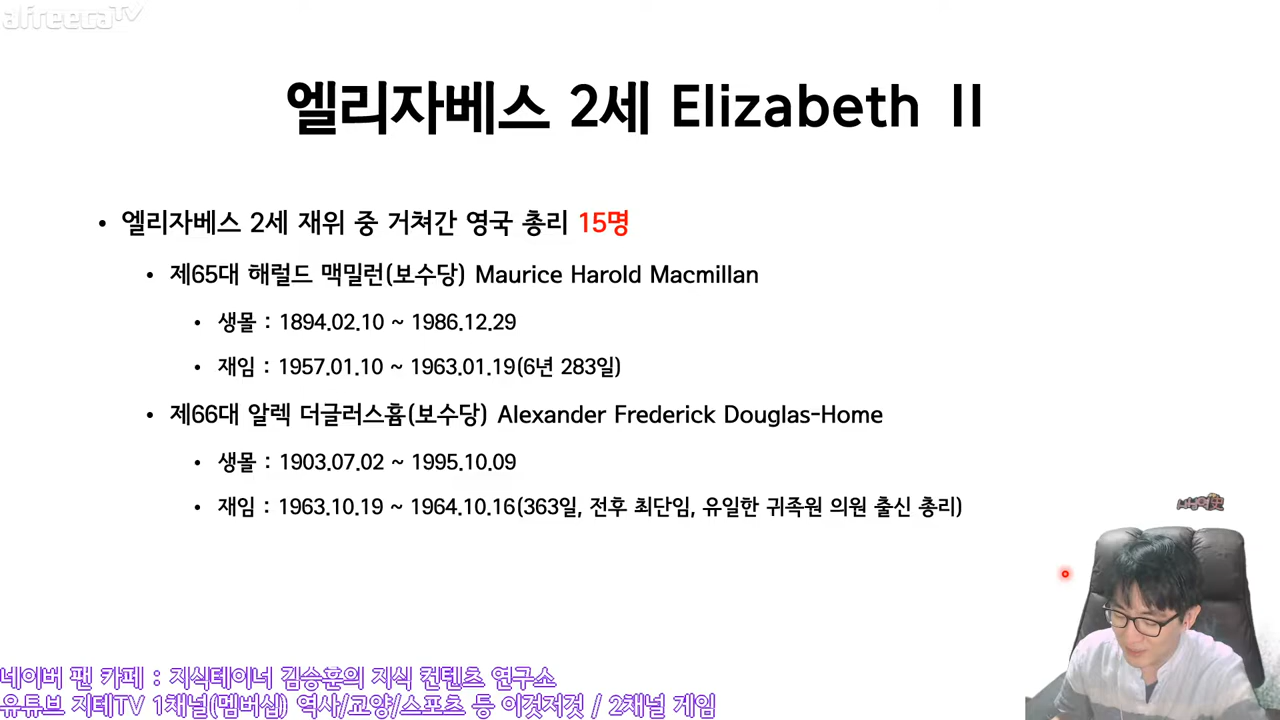 afreecaTV
엘리자베스 2세 Elizabeth II
• 엘리자베스 2세 재위 중 거쳐간 영국 총리 15명
• 제65대 해럴드 맥밀런(보수당) Maurice Harold Macmillan
• 생몰 : 1894.02.10 ~ 1986.12.29
• 재임 : 1957.01.10 ~ 1963.01.19(6년 283일)
• 제66대 알렉 더글러스흄(보수당) Alexander Frederick Douglas-Home
• 생몰 : 1903.07.02 ~ 1995.10.09
• 재임 : 1963.10.19 ~ 1964.10.16(363일, 전후 최단임, 유일한 귀족원 의원 출신 총리)
네이버 팬 카페 : 지식테이너 김승훈의 지식 컨텐츠 연구소
유튜브 지테TV 1채널(멤버십) 역사/교양/스포츠 등 이것저것 / 2채널 게임